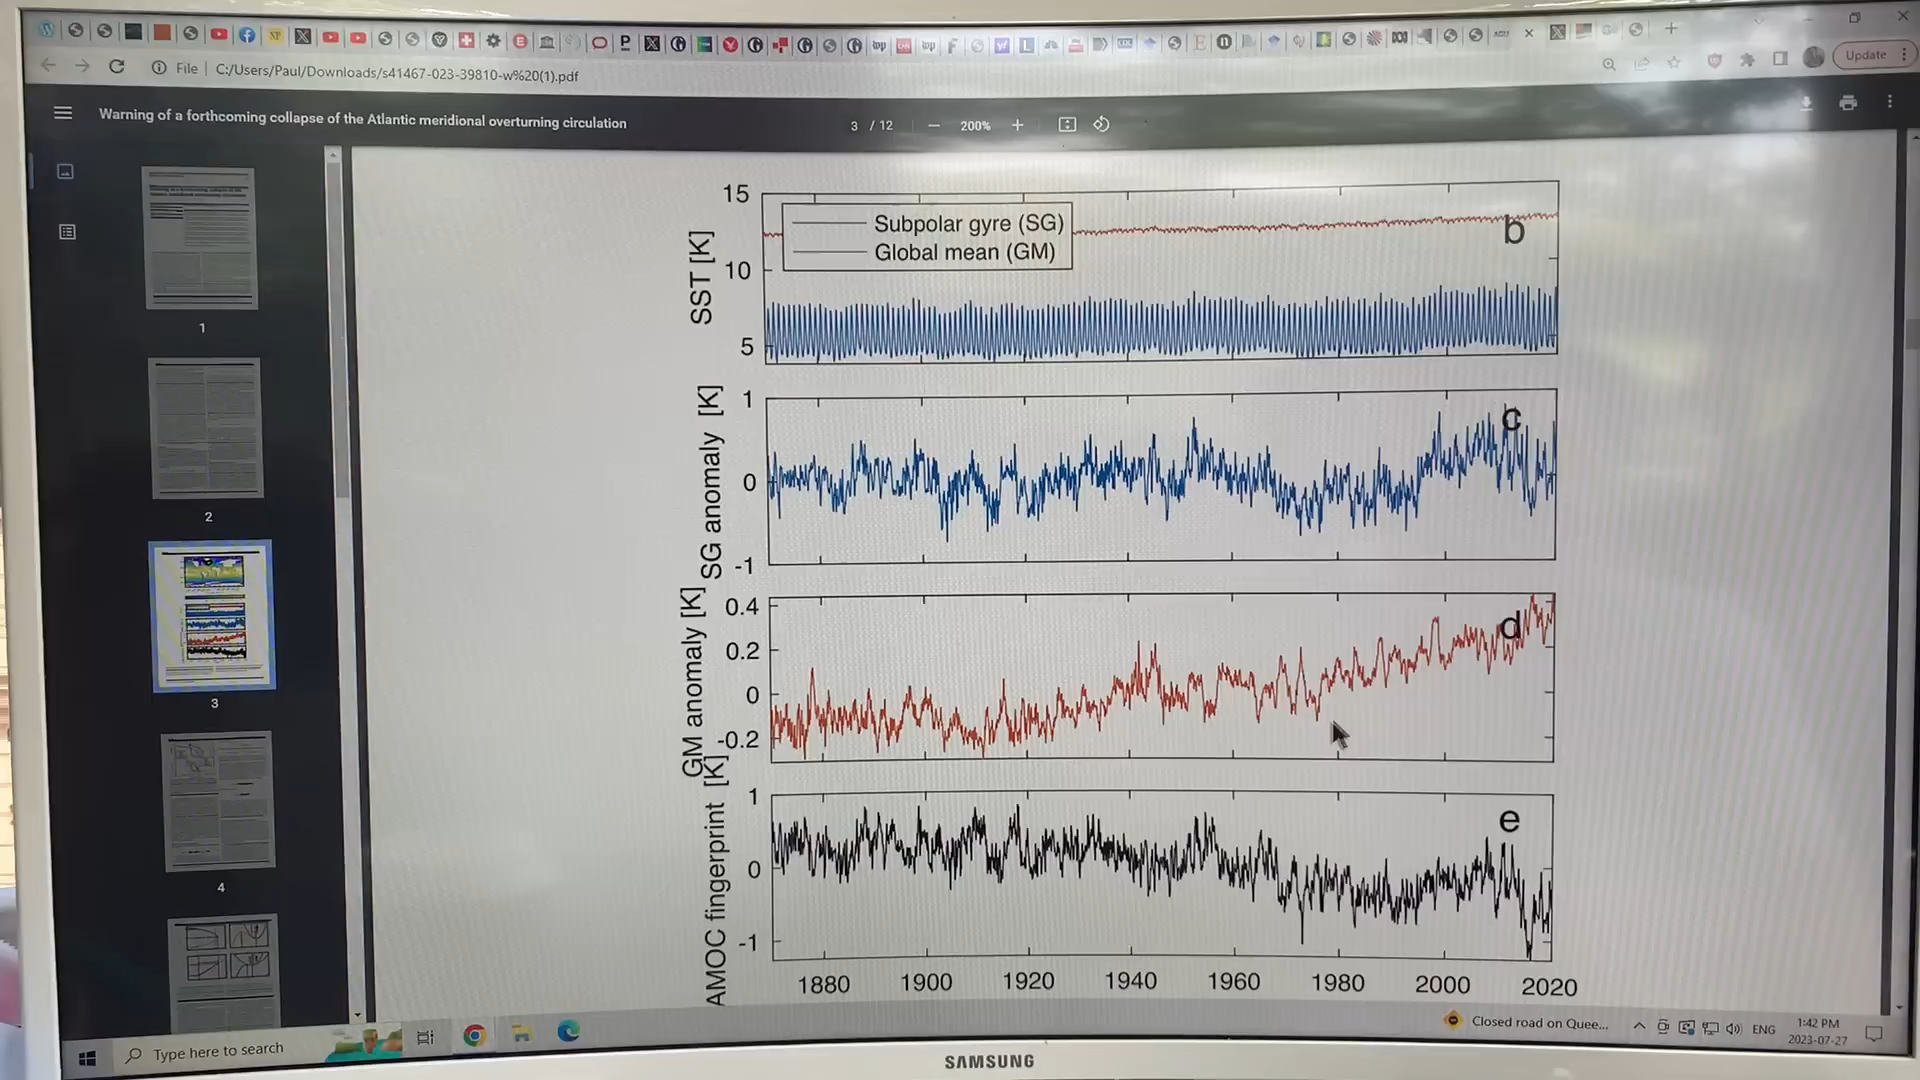 File C:/Users/Paul/Downloads/s41467-023-39810-w%20(1).pdf
Update
Warning of a forthcoming collapse of the Atlantic meridional overturning circulation
3 / 12
200%
1
2
3
4
15
10
5
SST [K]
Subpolar gyre (SG)
Global mean (GM)
b
1
0
-1
SG anomaly [K]
c
0.4
0.2
0
-0.2
GM anomaly [K]
d
1
0
-1
AMOC fingerprint [K]
e
1880 1900 1920 1940 1960 1980 2000 2020
Type here to search
Closed road on Quee...
ENG
1:42 PM
2023-07-27
SAMSUNG